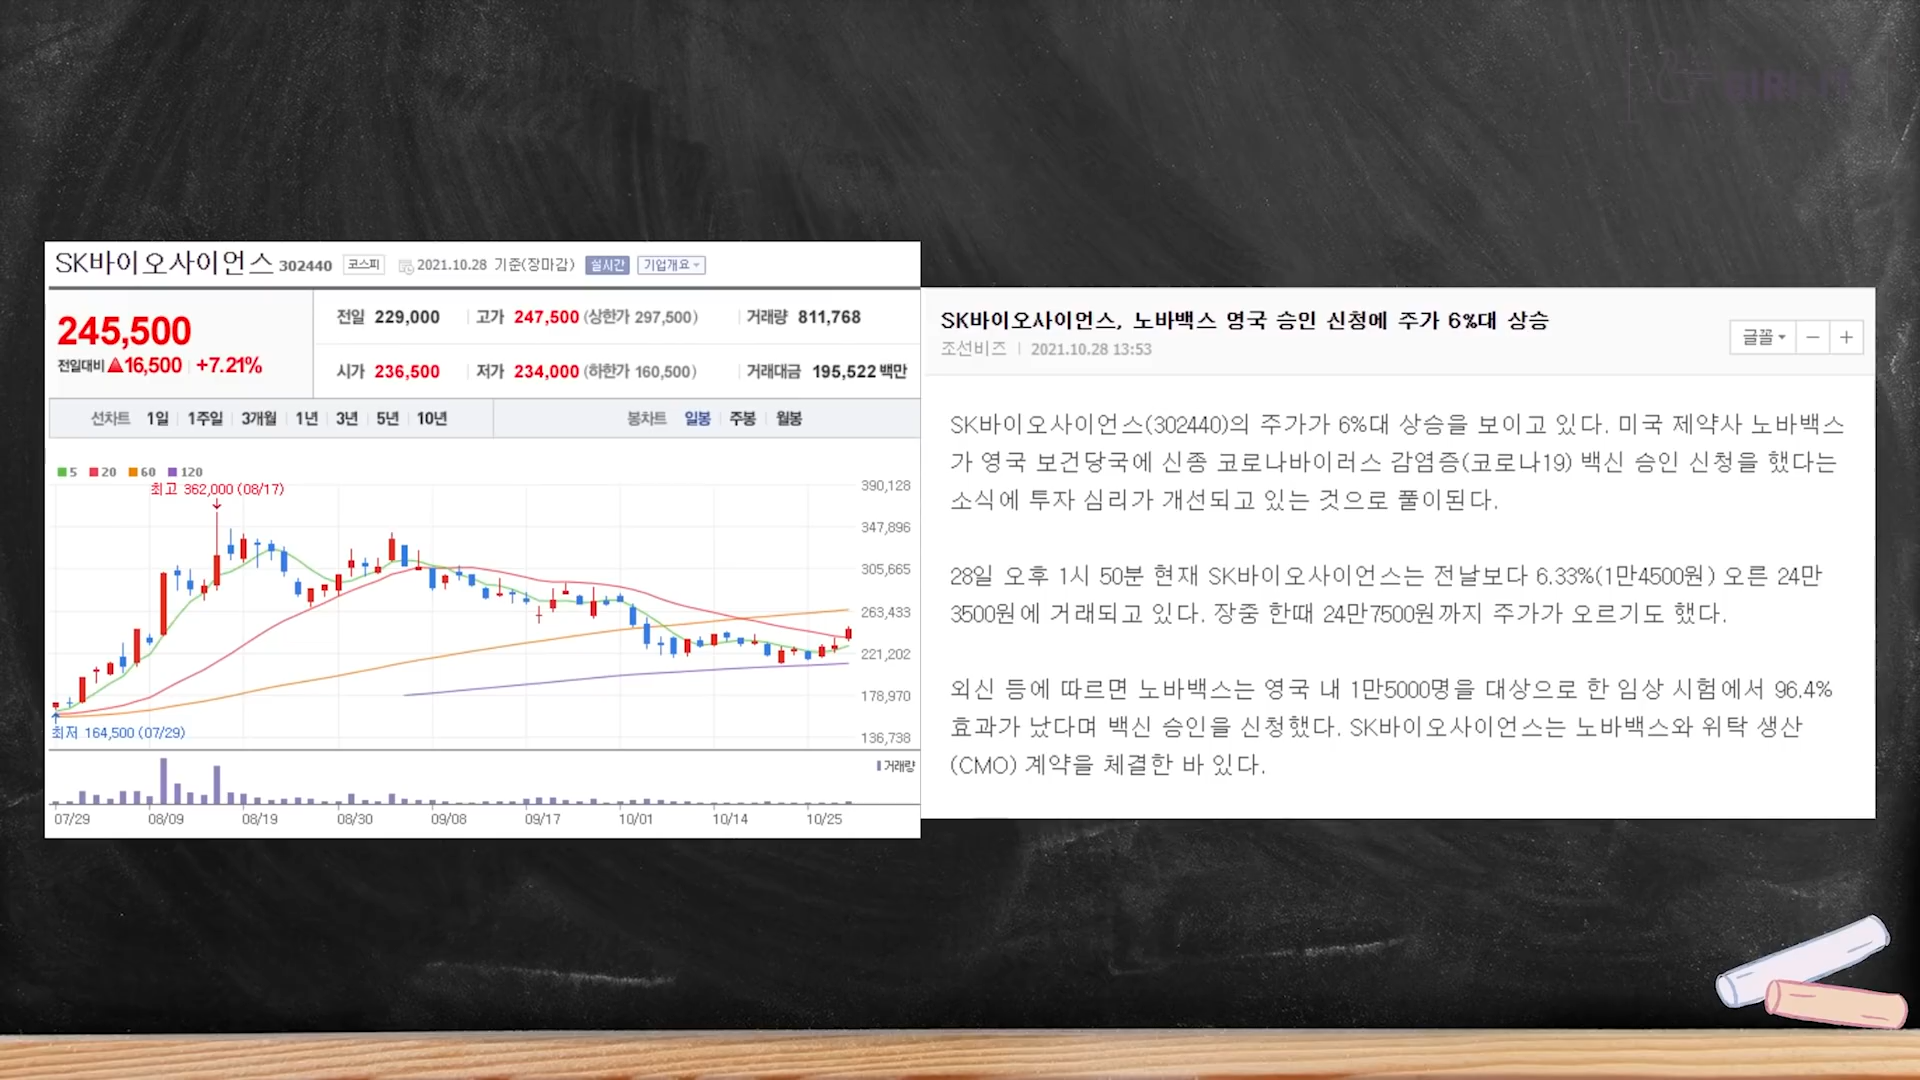 SK바이오사이언스 302440 코스피 2021.10.28 기준(장마감) 실시간 기업개요
245,500
전일대비 ▲16,500 +7.21%
전일 229,000 고가 247,500 (상한가 297,500) 거래량 811,768
시가 236,500 저가 234,000 (하한가 160,500) 거래대금 195,522 백만
선차트 1일 1주일 3개월 1년 3년 5년 10년 봉차트 일봉 주봉 월봉
5 20 60 120
최고 362,000 (08/17)
390,128
347,896
305,665
263,433
221,202
178,970
136,738
최저 164,500 (07/29)
거래량
07/29 08/09 08/19 08/30 09/08 09/17 10/01 10/14 10/25
SK바이오사이언스, 노바백스 영국 승인 신청에 주가 6%대 상승
조선비즈 2021.10.28 13:53
글꼴 − +
SK바이오사이언스(302440)의 주가가 6%대 상승을 보이고 있다. 미국 제약사 노바백스
가 영국 보건당국에 신종 코로나바이러스 감염증(코로나19) 백신 승인 신청을 했다는
소식에 투자 심리가 개선되고 있는 것으로 풀이된다.
28일 오후 1시 50분 현재 SK바이오사이언스는 전날보다 6.33%(1만4500원) 오른 24만
3500원에 거래되고 있다. 장중 한때 24만7500원까지 주가가 오르기도 했다.
외신 등에 따르면 노바백스는 영국 내 1만5000명을 대상으로 한 임상 시험에서 96.4%
효과가 났다며 백신 승인을 신청했다. SK바이오사이언스는 노바백스와 위탁 생산
(CMO) 계약을 체결한 바 있다.